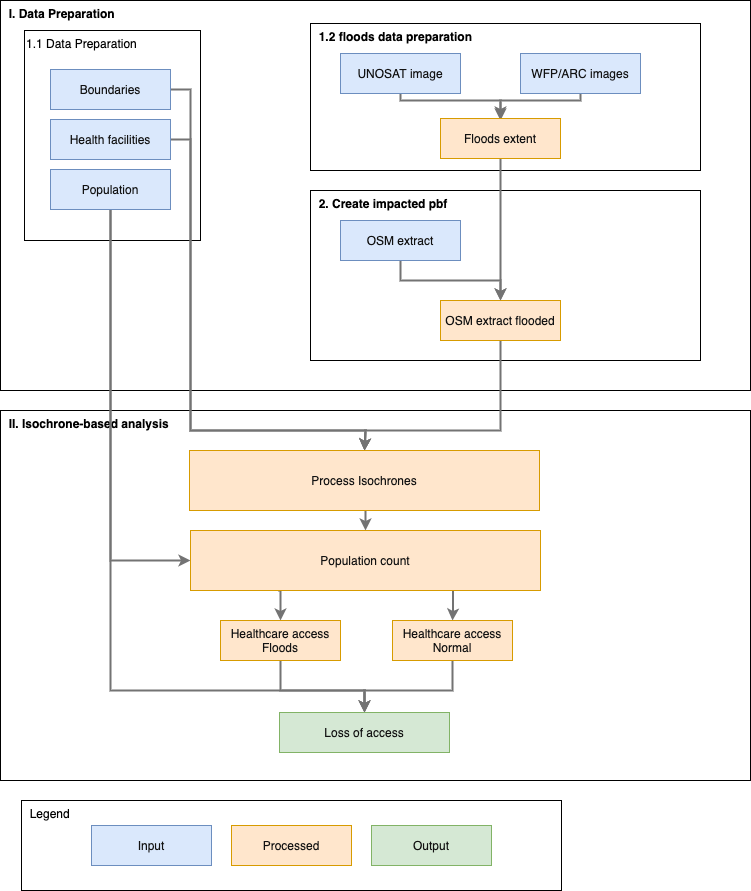 I. Data Preparation
1.1 Data Preparation
Boundaries
Health facilities
Population
1.2 floods data preparation
UNOSAT image
WFP/ARC images
Floods extent
2. Create impacted pbf
OSM extract
OSM extract flooded
II. Isochrone-based analysis
Process Isochrones
Population count
Healthcare access
Floods
Healthcare access
Normal
Loss of access
Legend
Input
Processed
Output